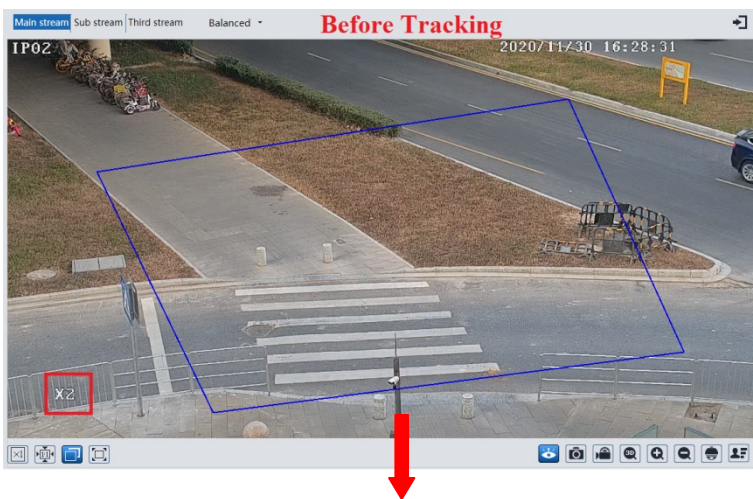 Main stream Sub stream Third stream Balanced Before Tracking
IP02 2020/11/30 16:28:31
X2